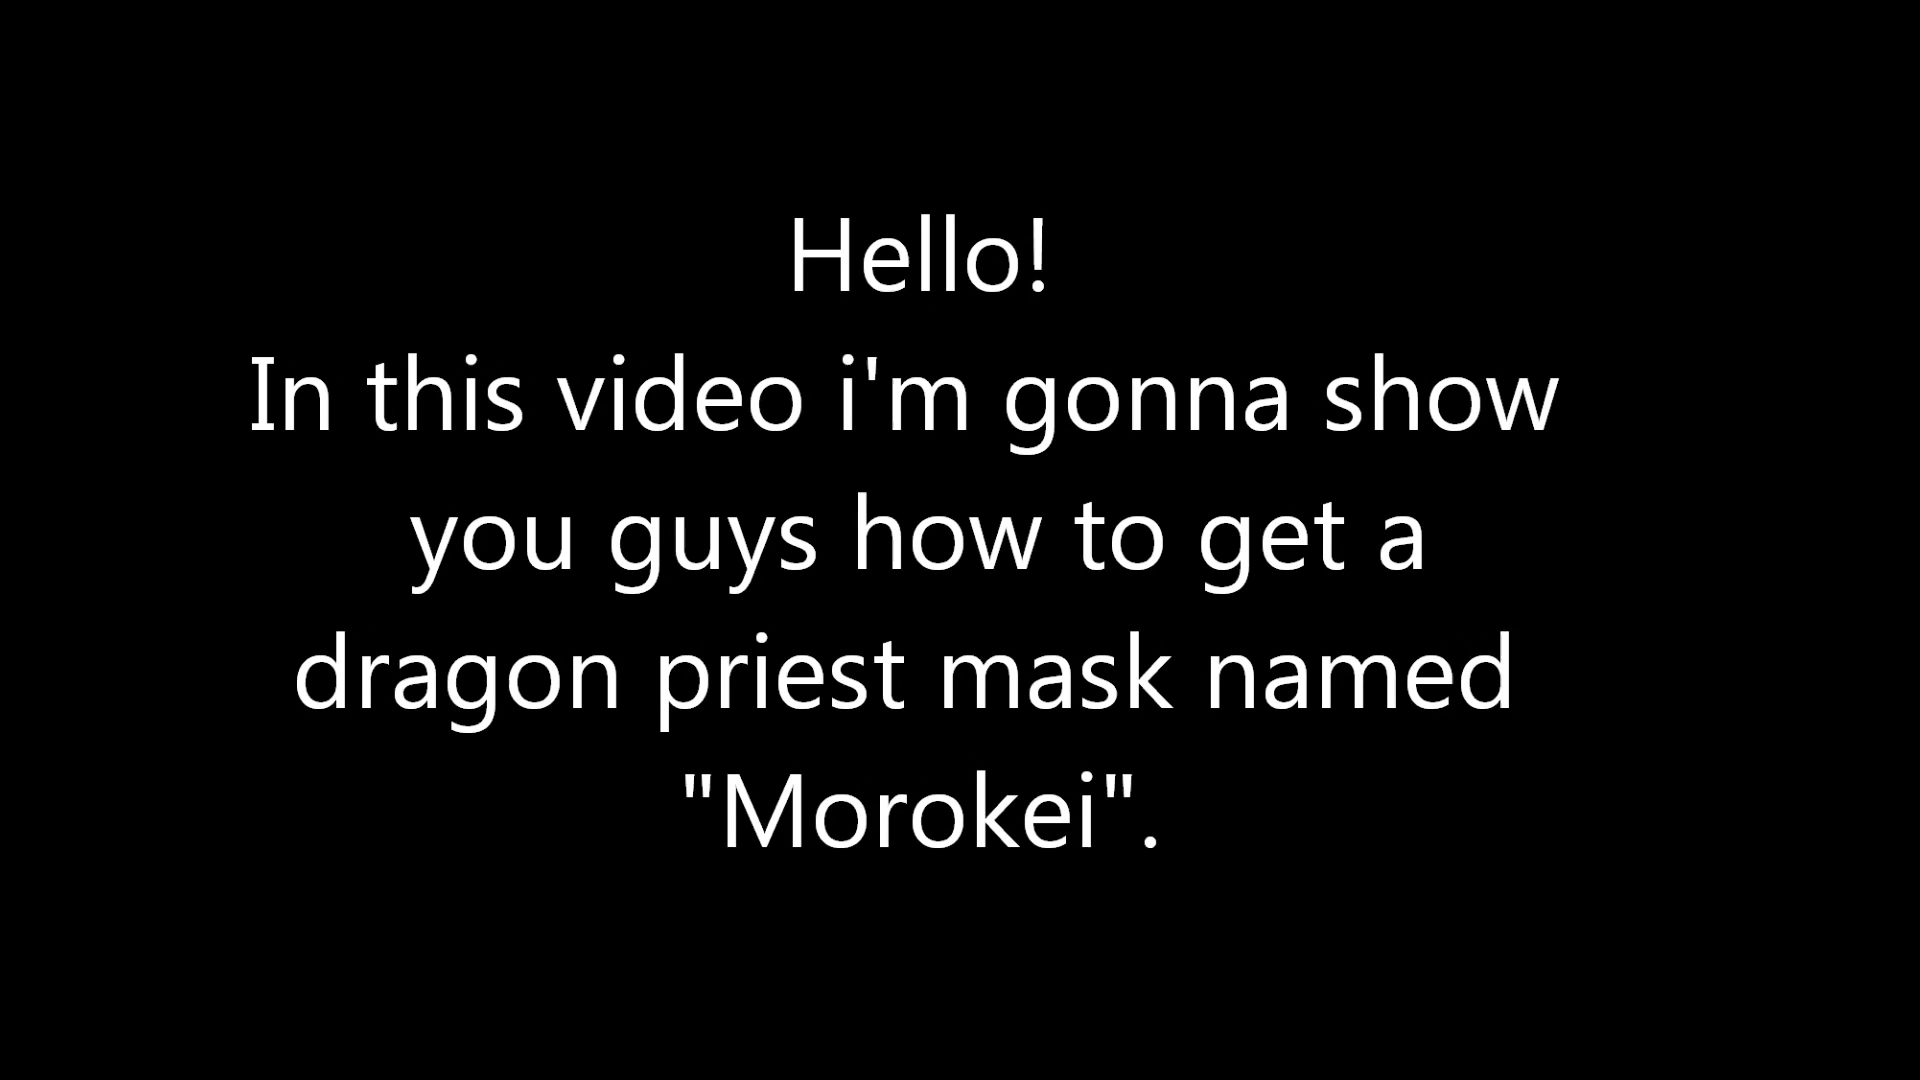 Hello!
In this video i'm gonna show
you guys how to get a
dragon priest mask named
"Morokei".